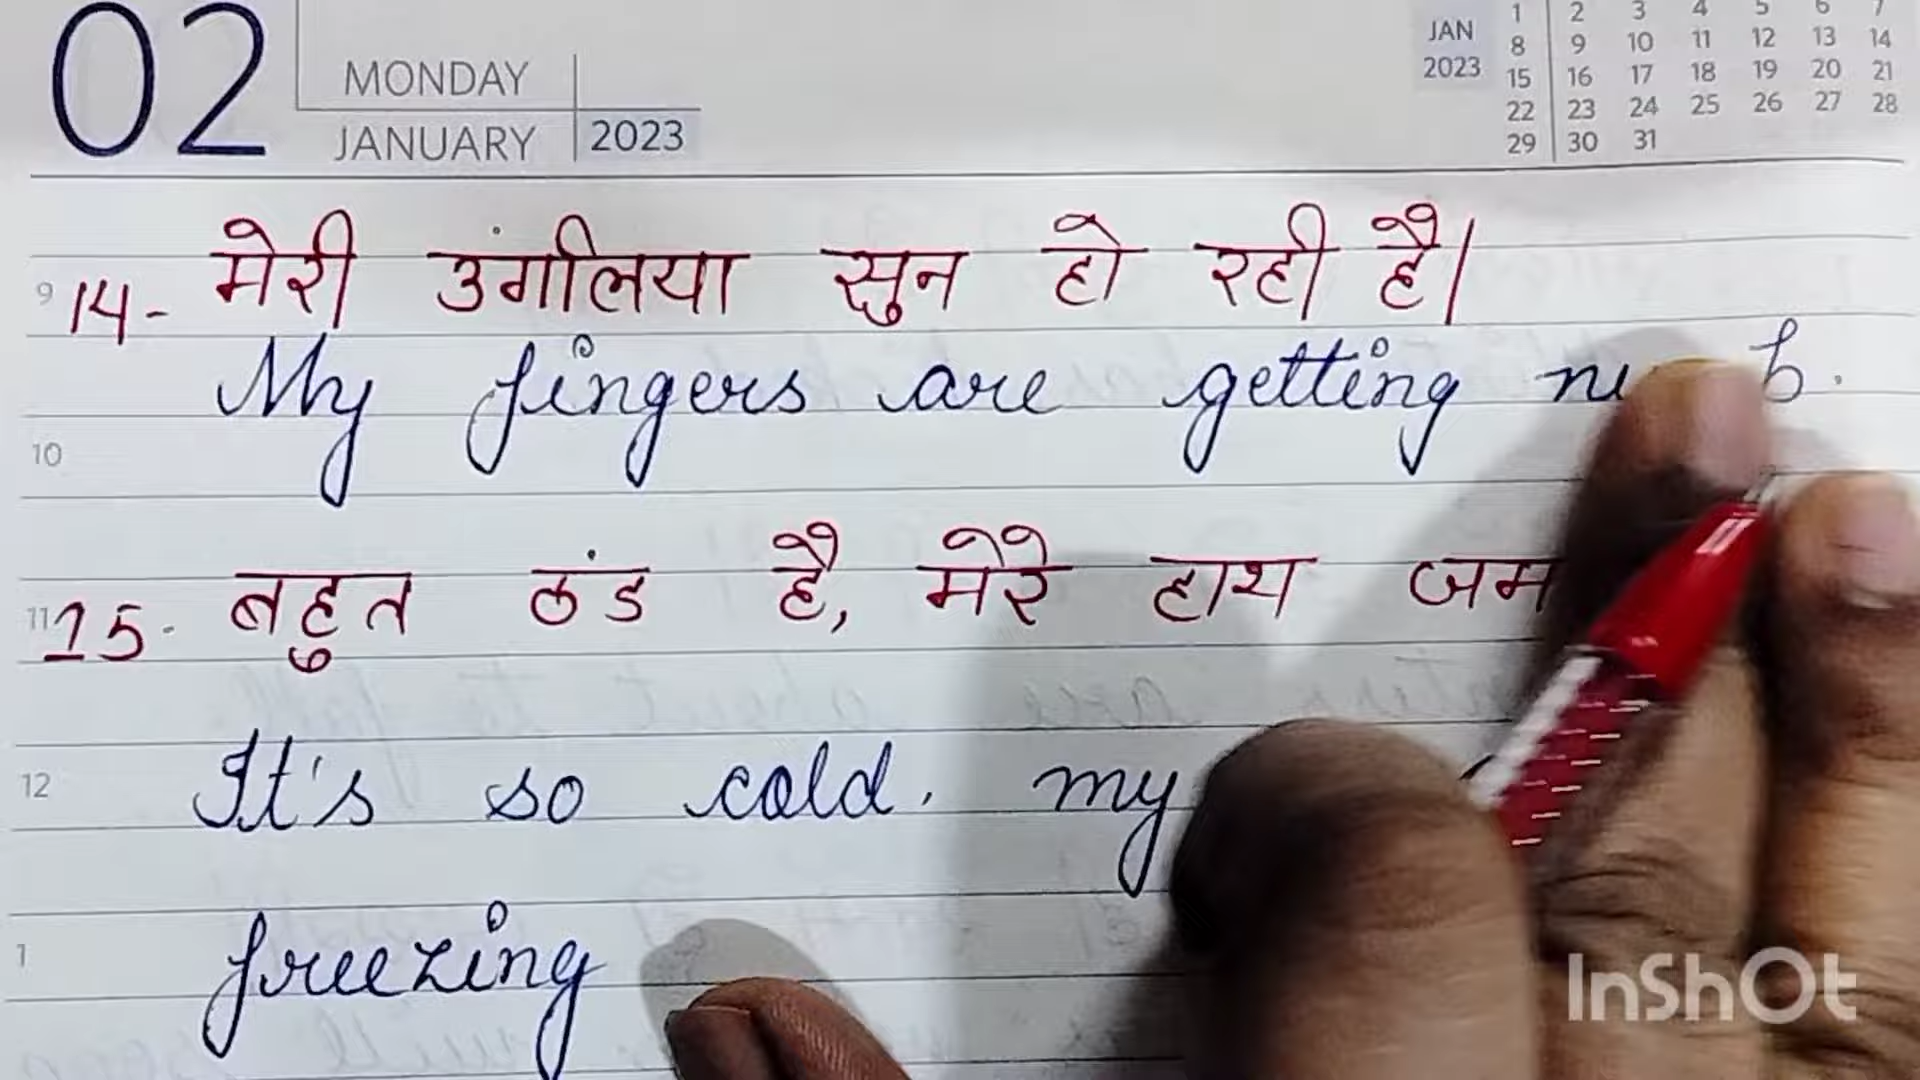 02
MONDAY
JANUARY 2023
JAN 2023
1 2 3 4 5 6 7
8 9 10 11 12 13 14
15 16 17 18 19 20 21
22 23 24 25 26 27 28
29 30 31
9
14- मेरी उंगलिया सुन हो रही है।
My fingers are getting
10
11
15- बहुत ठंड है, मेरे हाथ जम
12
It's so cold. my
1
freezing
InShOt